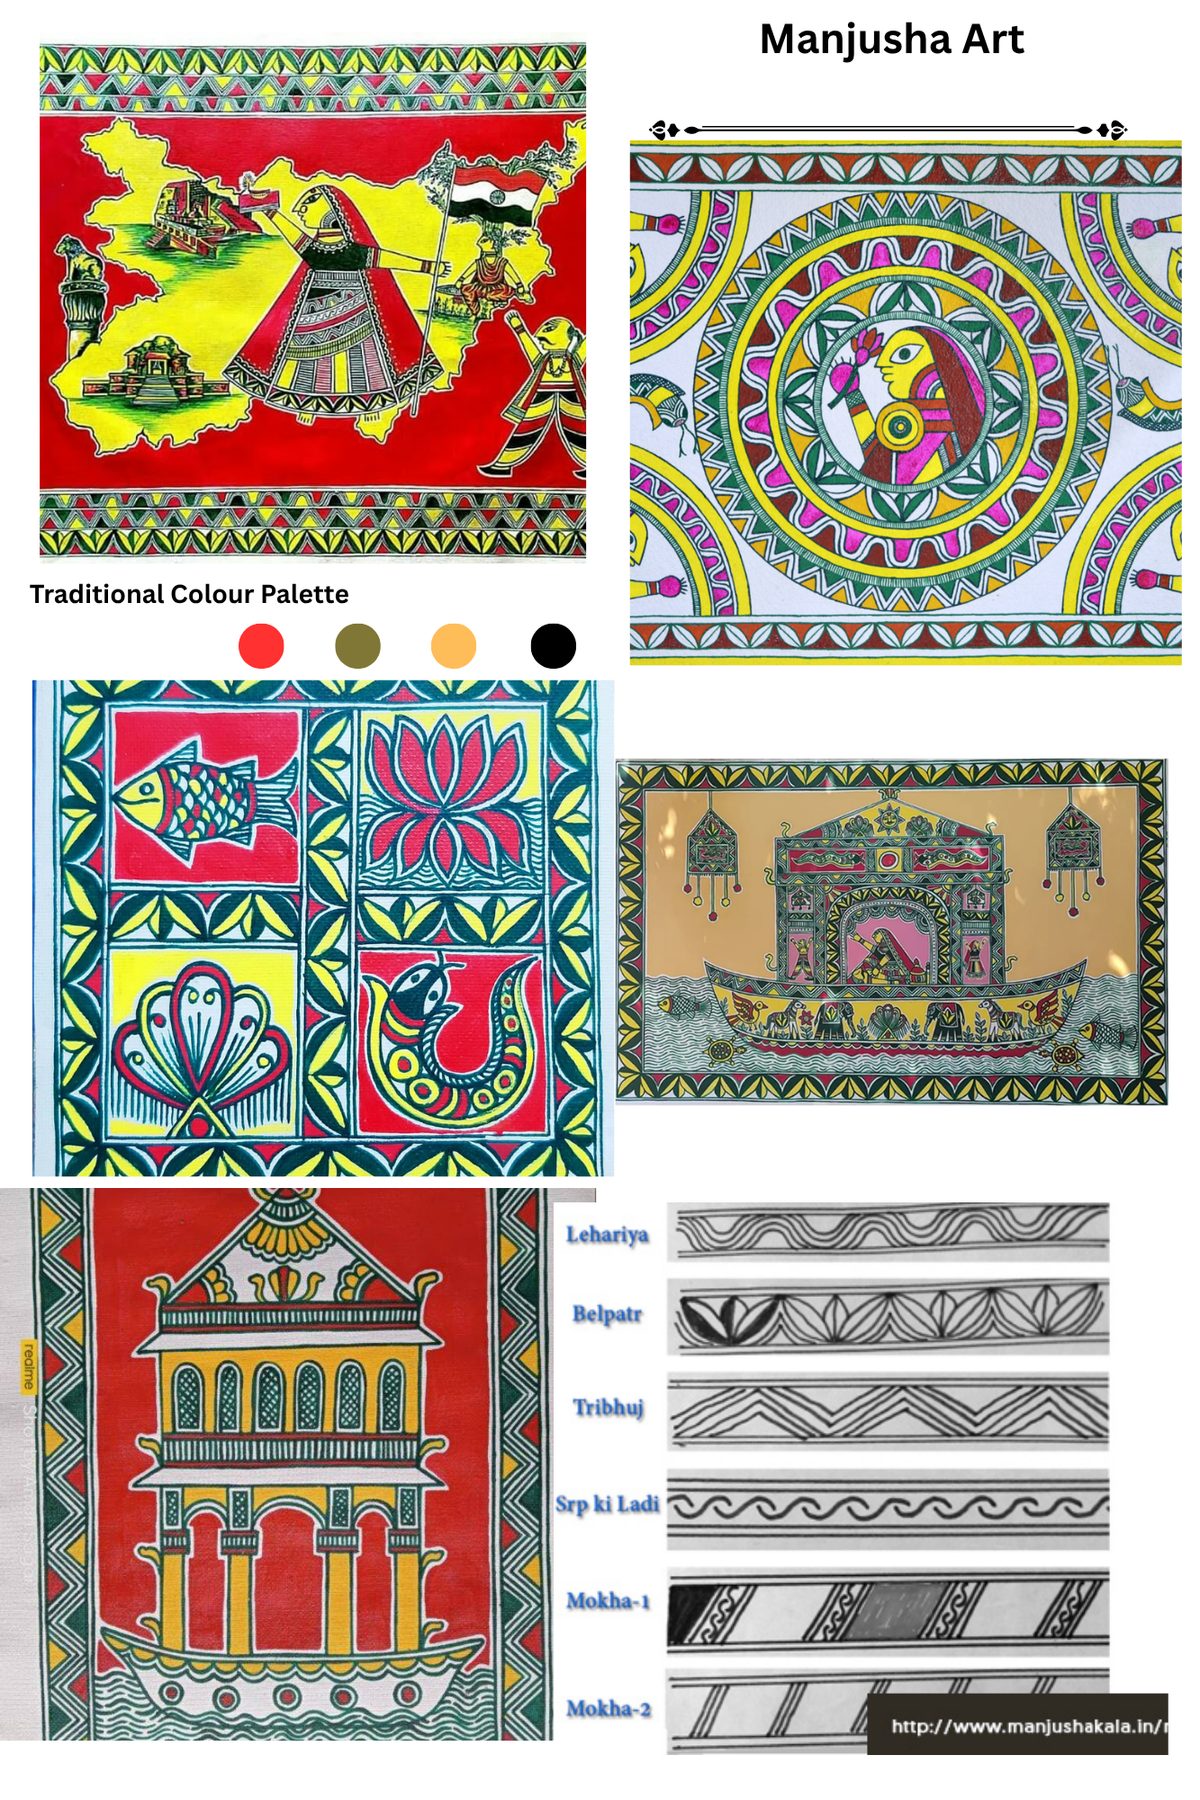 Manjusha Art
Traditional Colour Palette
Lehariya
Belpatr
Tribhuj
Srp ki Ladi
Mokha-1
Mokha-2
http://www.manjushakala.in/
realme